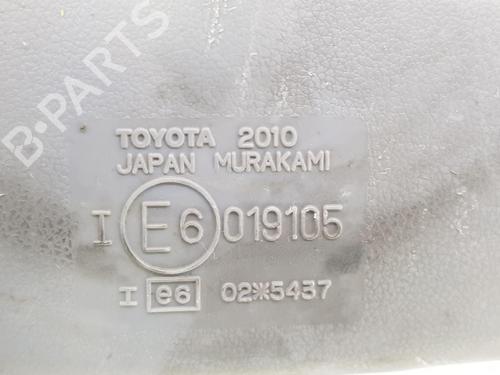 B-PARTS
TOYOTA 2010
JAPAN MURAKAMI
I E6 019105
I e6 02*5437